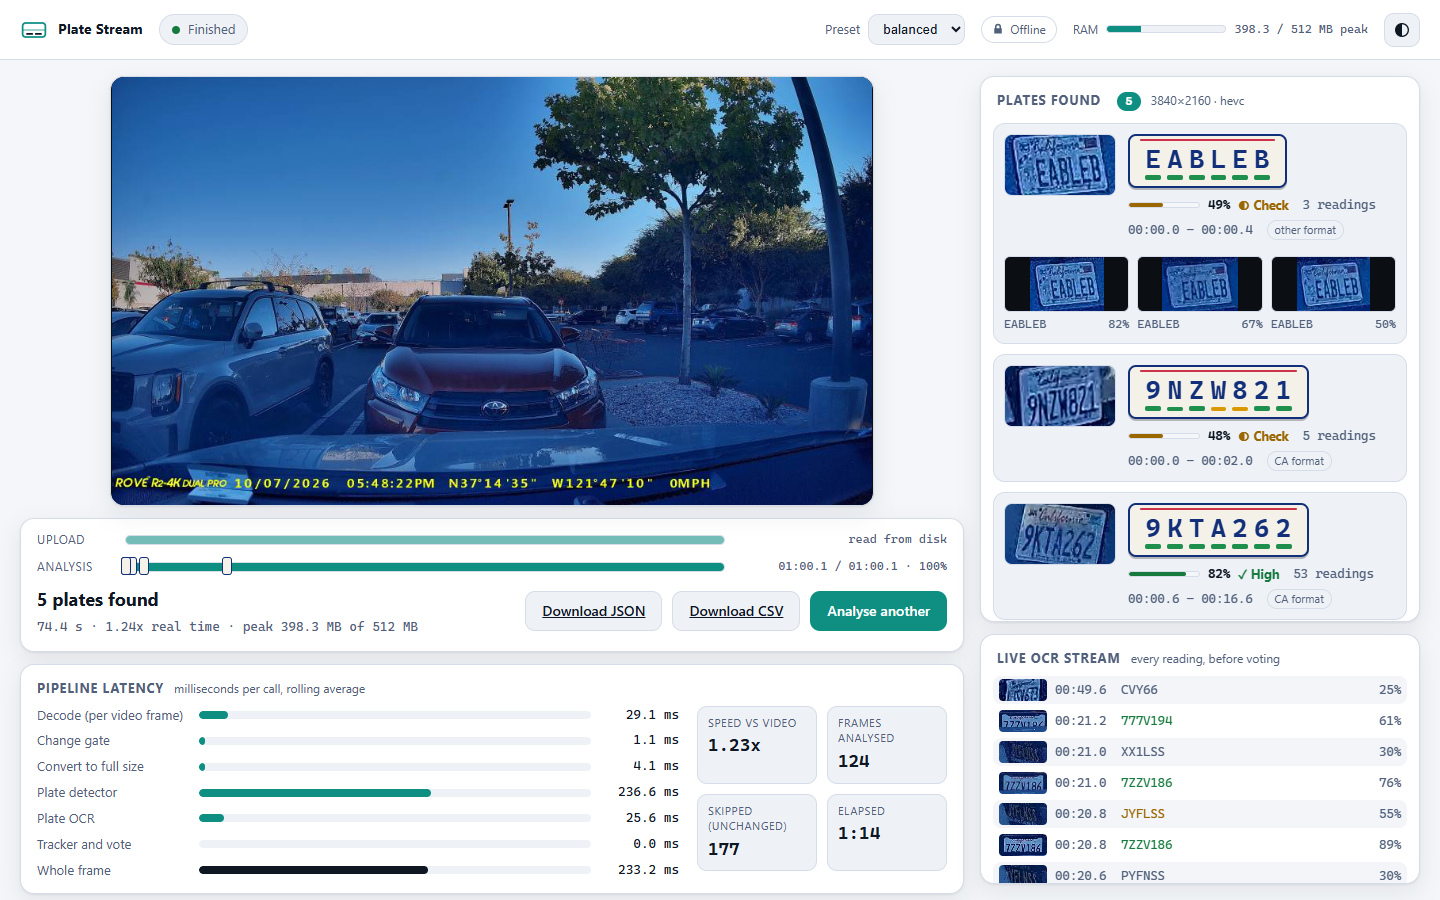 Plate Stream
Finished
Preset balanced
Offline
RAM 398.3 / 512 MB peak
ROVE R2-4K DUAL PRO 10/07/2026 05:48:22PM N37°14'35" W121°47'10" 0MPH
UPLOAD read from disk
ANALYSIS 01:00.1 / 01:00.1 · 100%
5 plates found
74.4 s · 1.24x real time · peak 398.3 MB of 512 MB
Download JSON
Download CSV
Analyse another
PIPELINE LATENCY milliseconds per call, rolling average
Decode (per video frame) 29.1 ms
Change gate 1.1 ms
Convert to full size 4.1 ms
Plate detector 236.6 ms
Plate OCR 25.6 ms
Tracker and vote 0.0 ms
Whole frame 233.2 ms
SPEED VS VIDEO
1.23x
FRAMES
ANALYSED
124
SKIPPED
(UNCHANGED)
177
ELAPSED
1:14
PLATES FOUND 5 3840×2160 · hevc
California
EABLEB
EABLEB
49% Check 3 readings
00:00.0 – 00:00.4 other format
EABLEB
EABLEB
EABLEB
EABLEB 82%
EABLEB 67%
EABLEB 50%
9NZW821
9NZW821
48% Check 5 readings
00:00.0 – 00:02.0 CA format
California
9KTA262
9KTA262
82% ✓ High 53 readings
00:00.6 – 00:16.6 CA format
LIVE OCR STREAM every reading, before voting
00:49.6 CVY66 25%
00:21.2 777V194 61%
00:21.0 XX1LSS 30%
00:21.0 7ZZV186 76%
00:20.8 JYFLSS 55%
00:20.8 7ZZV186 89%
00:20.6 PYFNSS 30%